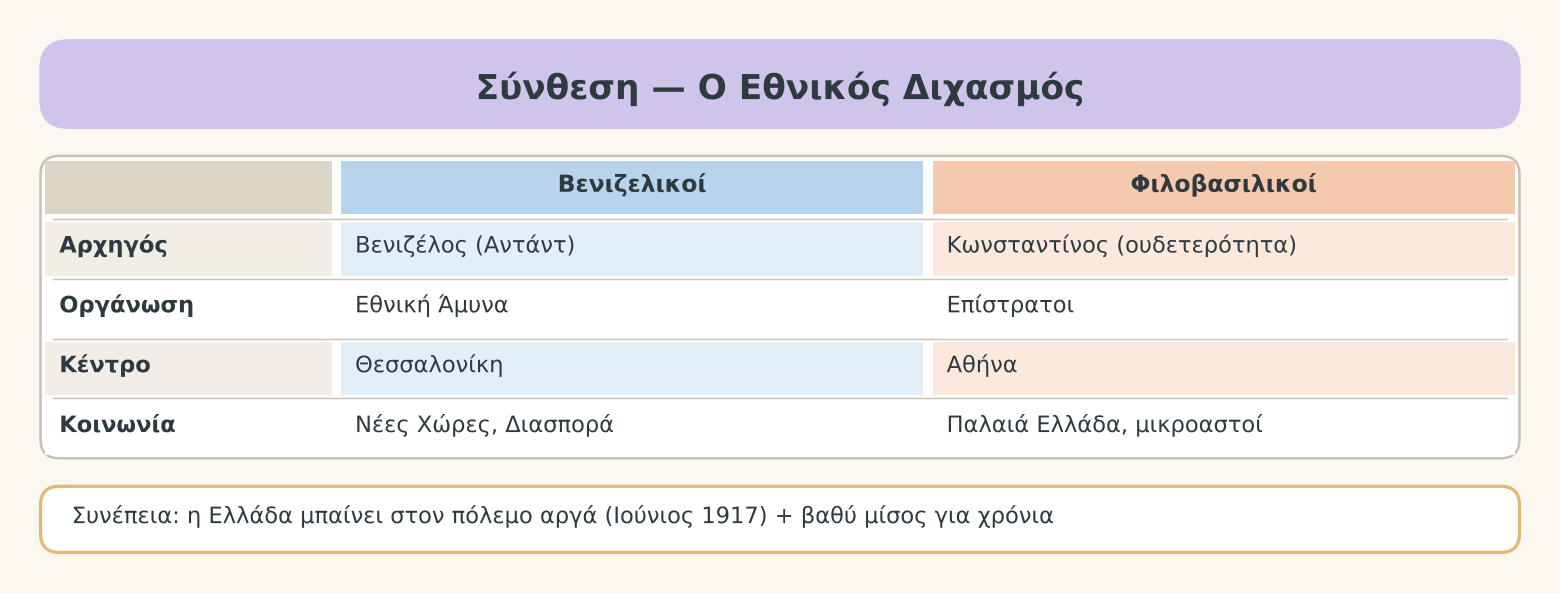 Σύνθεση — Ο Εθνικός Διχασμός
Βενιζελικοί Φιλοβασιλικοί
Αρχηγός Βενιζέλος (Αντάντ) Κωνσταντίνος (ουδετερότητα)
Οργάνωση Εθνική Άμυνα Επίστρατοι
Κέντρο Θεσσαλονίκη Αθήνα
Κοινωνία Νέες Χώρες, Διασπορά Παλαιά Ελλάδα, μικροαστοί
Συνέπεια: η Ελλάδα μπαίνει στον πόλεμο αργά (Ιούνιος 1917) + βαθύ μίσος για χρόνια